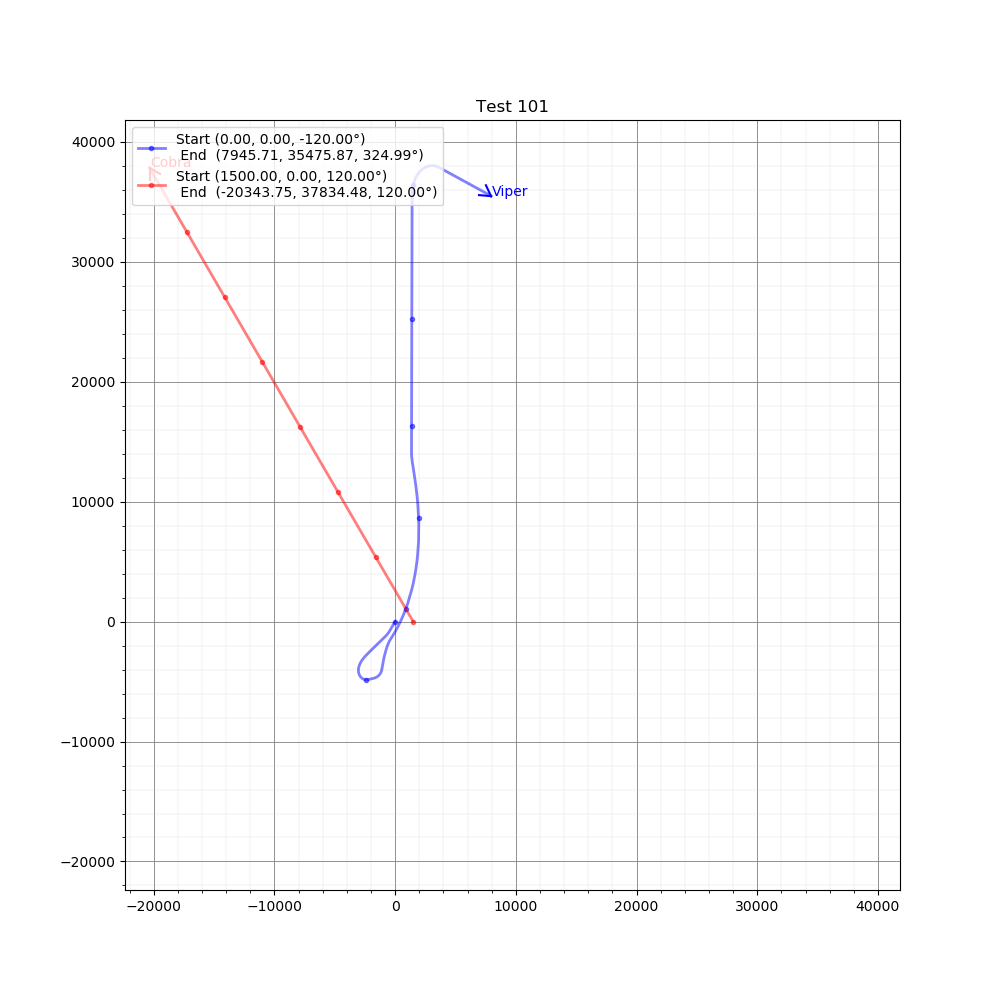 Test 101
40000
30000
20000
10000
0
−10000
−20000
Start (0.00, 0.00, -120.00°)
End (7945.71, 35475.87, 324.99°)
Start (1500.00, 0.00, 120.00°)
End (-20343.75, 37834.48, 120.00°)
Cobra
Viper
−20000 −10000 0 10000 20000 30000 40000